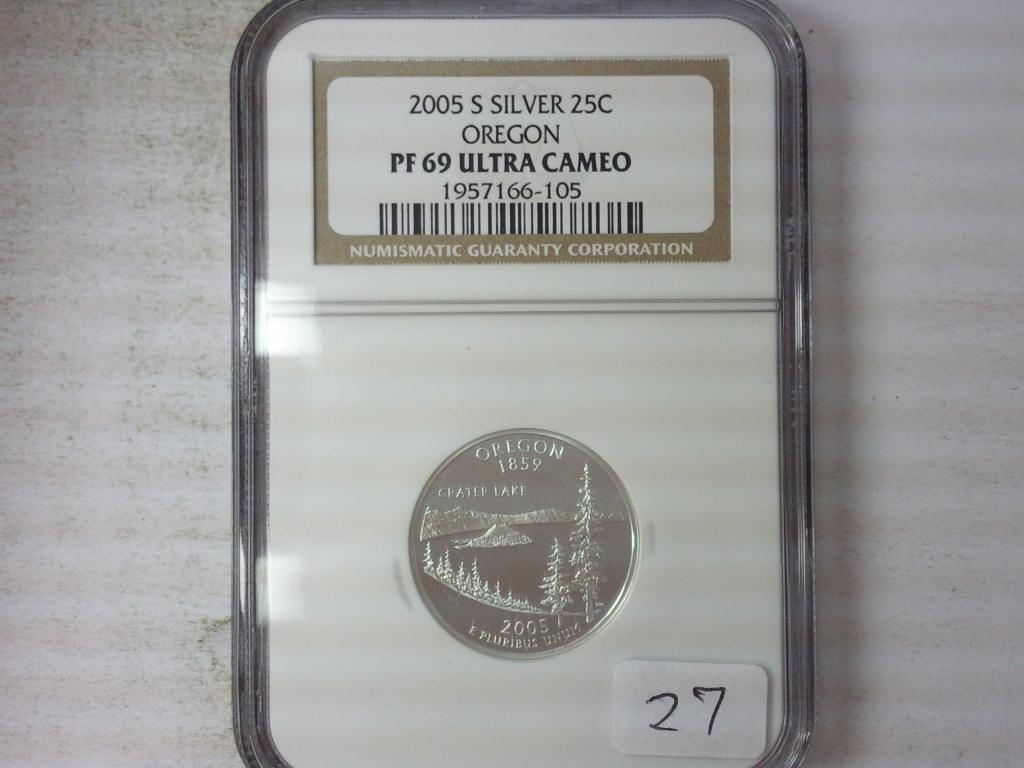 2005 S SILVER 25C
OREGON
PF 69 ULTRA CAMEO
1957166-105
NUMISMATIC GUARANTY CORPORATION
OREGON
1859
CRATER LAKE
2005
E PLURIBUS UNUM
27